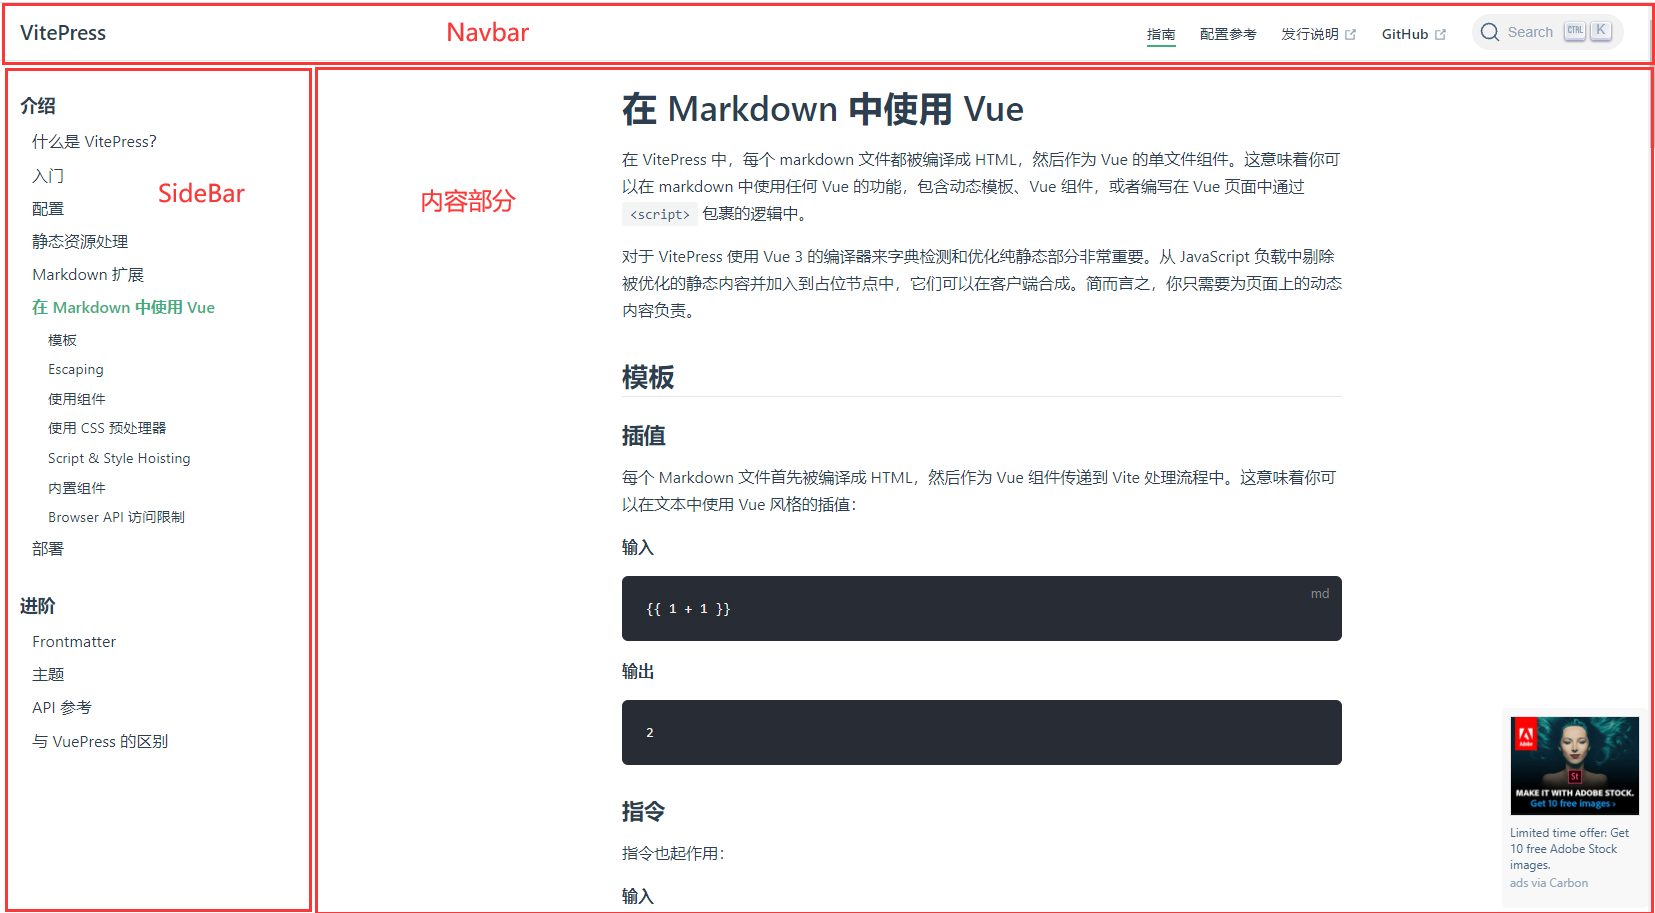 VitePress
Navbar
指南
配置参考
发行说明
GitHub
Search
CTRL
K
介绍
什么是 VitePress?
入门
SideBar
配置
静态资源处理
Markdown 扩展
在 Markdown 中使用 Vue
模板
Escaping
使用组件
使用 CSS 预处理器
Script & Style Hoisting
内置组件
Browser API 访问限制
部署
进阶
Frontmatter
主题
API 参考
与 VuePress 的区别
内容部分
在 Markdown 中使用 Vue
在 VitePress 中，每个 markdown 文件都被编译成 HTML，然后作为 Vue 的单文件组件。这意味着你可
以在 markdown 中使用任何 Vue 的功能，包含动态模板、Vue 组件，或者编写在 Vue 页面中通过
<script> 包裹的逻辑中。
对于 VitePress 使用 Vue 3 的编译器来字典检测和优化纯静态部分非常重要。从 JavaScript 负载中剔除
被优化的静态内容并加入到占位节点中，它们可以在客户端合成。简而言之，你只需要为页面上的动态
内容负责。
模板
插值
每个 Markdown 文件首先被编译成 HTML，然后作为 Vue 组件传递到 Vite 处理流程中。这意味着你可
以在文本中使用 Vue 风格的插值：
输入
md
{{ 1 + 1 }}
输出
2
指令
指令也起作用：
输入
Adobe
St
MAKE IT WITH ADOBE STOCK.
Get 10 free images ›
Limited time offer: Get
10 free Adobe Stock
images.
ads via Carbon